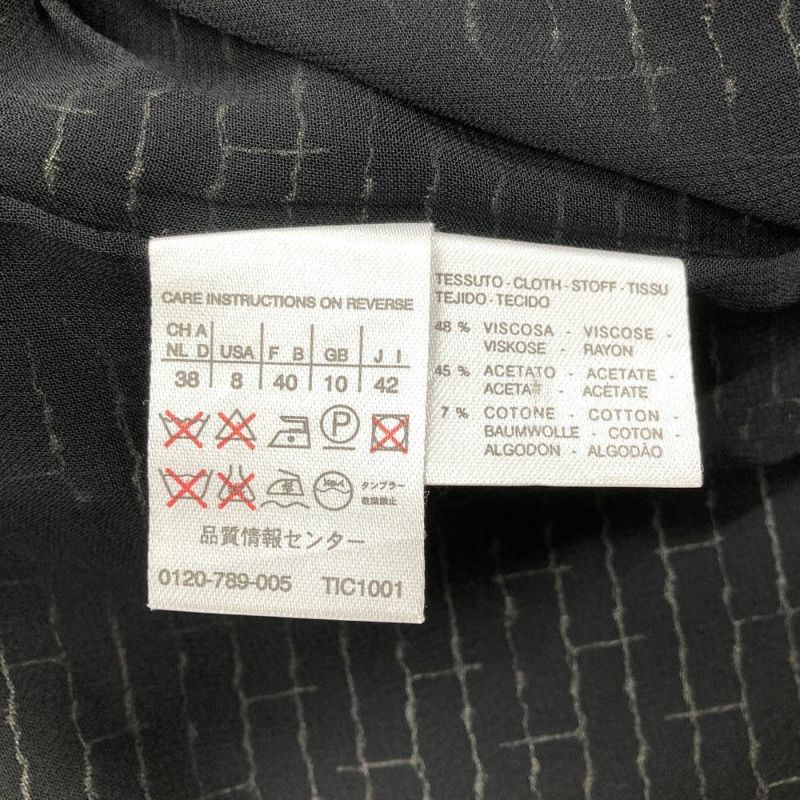 CARE INSTRUCTIONS ON REVERSE
CH A
NL D USA F B GB J I
38 8 40 10 42
P
タンブラー
乾燥禁止
品質情報センター
0120-789-005 TIC1001
TESSUTO - CLOTH - STOFF - TISSU
TEJIDO - TECIDO
48 % VISCOSA - VISCOSE -
VISKOSE - RAYON
45 % ACETATO - ACETATE -
ACETAT - ACÉTATE
7 % COTONE - COTTON -
BAUMWOLLE - COTON -
ALGODON - ALGODÃO